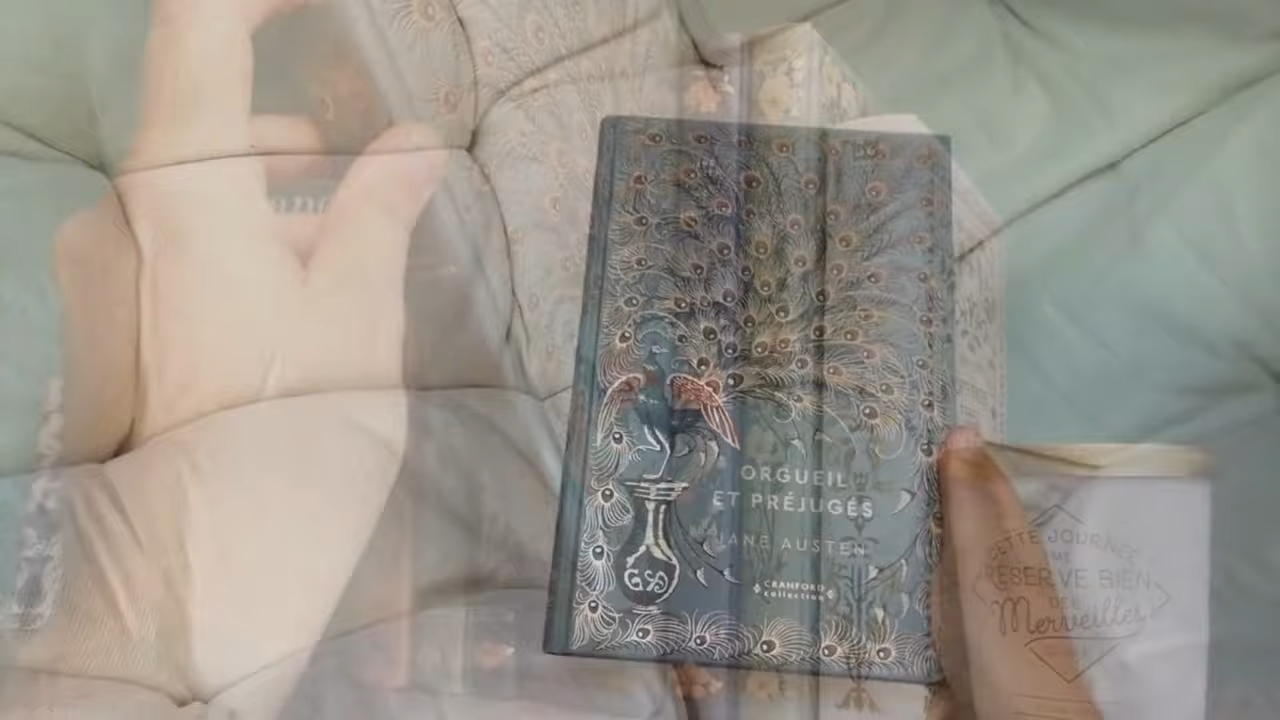 ORGUEIL
ET PRÉJUGÉS
JANE AUSTEN
CRANFORD
collection
CETTE JOURNÉE
ME
RÉSERVE BIEN
DES
Merveilles